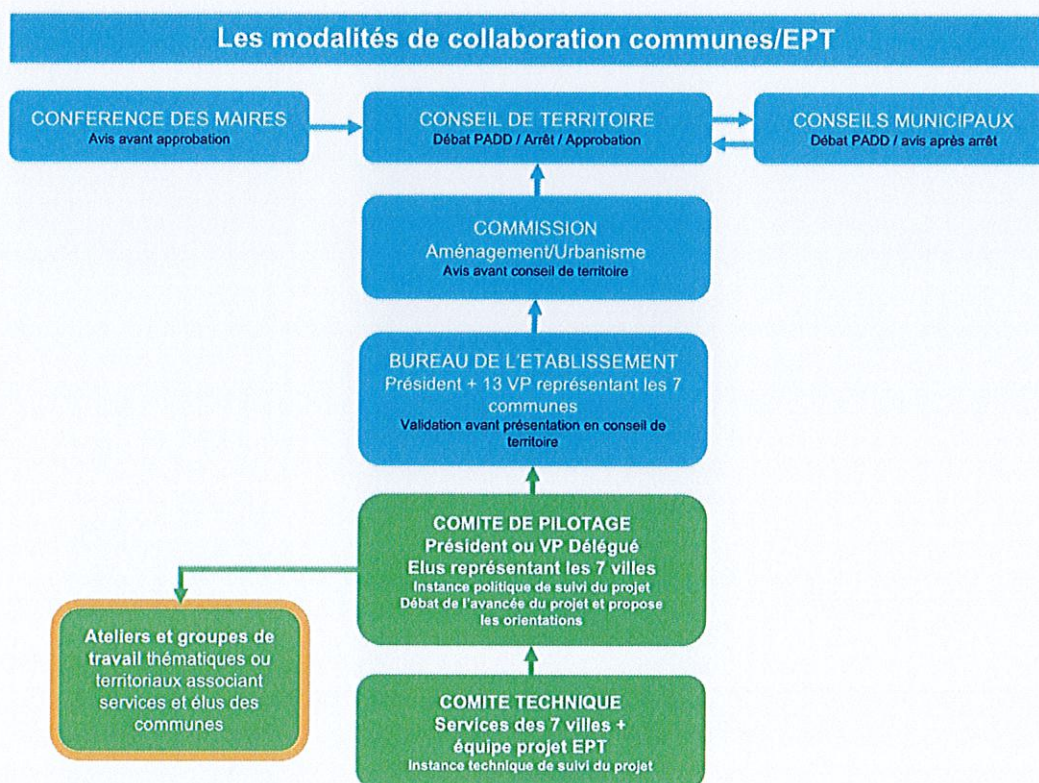 Les modalités de collaboration communes/EPT
CONFERENCE DES MAIRES
Avis avant approbation
CONSEIL DE TERRITOIRE
Débat PADD / Arrêt / Approbation
CONSEILS MUNICIPAUX
Débat PADD / avis après arrêt
COMMISSION
Aménagement/Urbanisme
Avis avant conseil de territoire
BUREAU DE L'ETABLISSEMENT
Président + 13 VP représentant les 7
communes
Validation avant présentation en conseil de
territoire
COMITE DE PILOTAGE
Président ou VP Délégué
Elus représentant les 7 villes
Instance politique de suivi du projet
Débat de l'avancée du projet et propose
les orientations
Ateliers et groupes de
travail thématiques ou
territoriaux associant
services et élus des
communes
COMITE TECHNIQUE
Services des 7 villes +
équipe projet EPT
Instance technique de suivi du projet